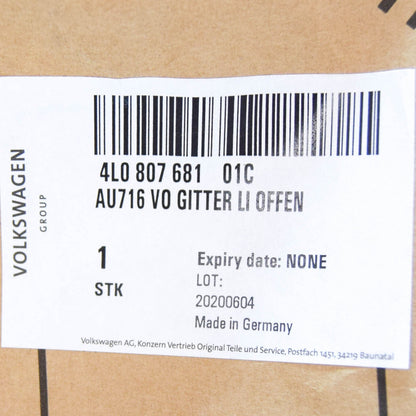 VOLKSWAGEN
GROUP
4L0 807 681 01C
AU716 VO GITTER LI OFFEN
1
STK
Expiry date: NONE
LOT:
20200604
Made in Germany
Volkswagen AG, Konzern Vertrieb Original Teile und Service, Postfach 1451, 34219 Baunatal